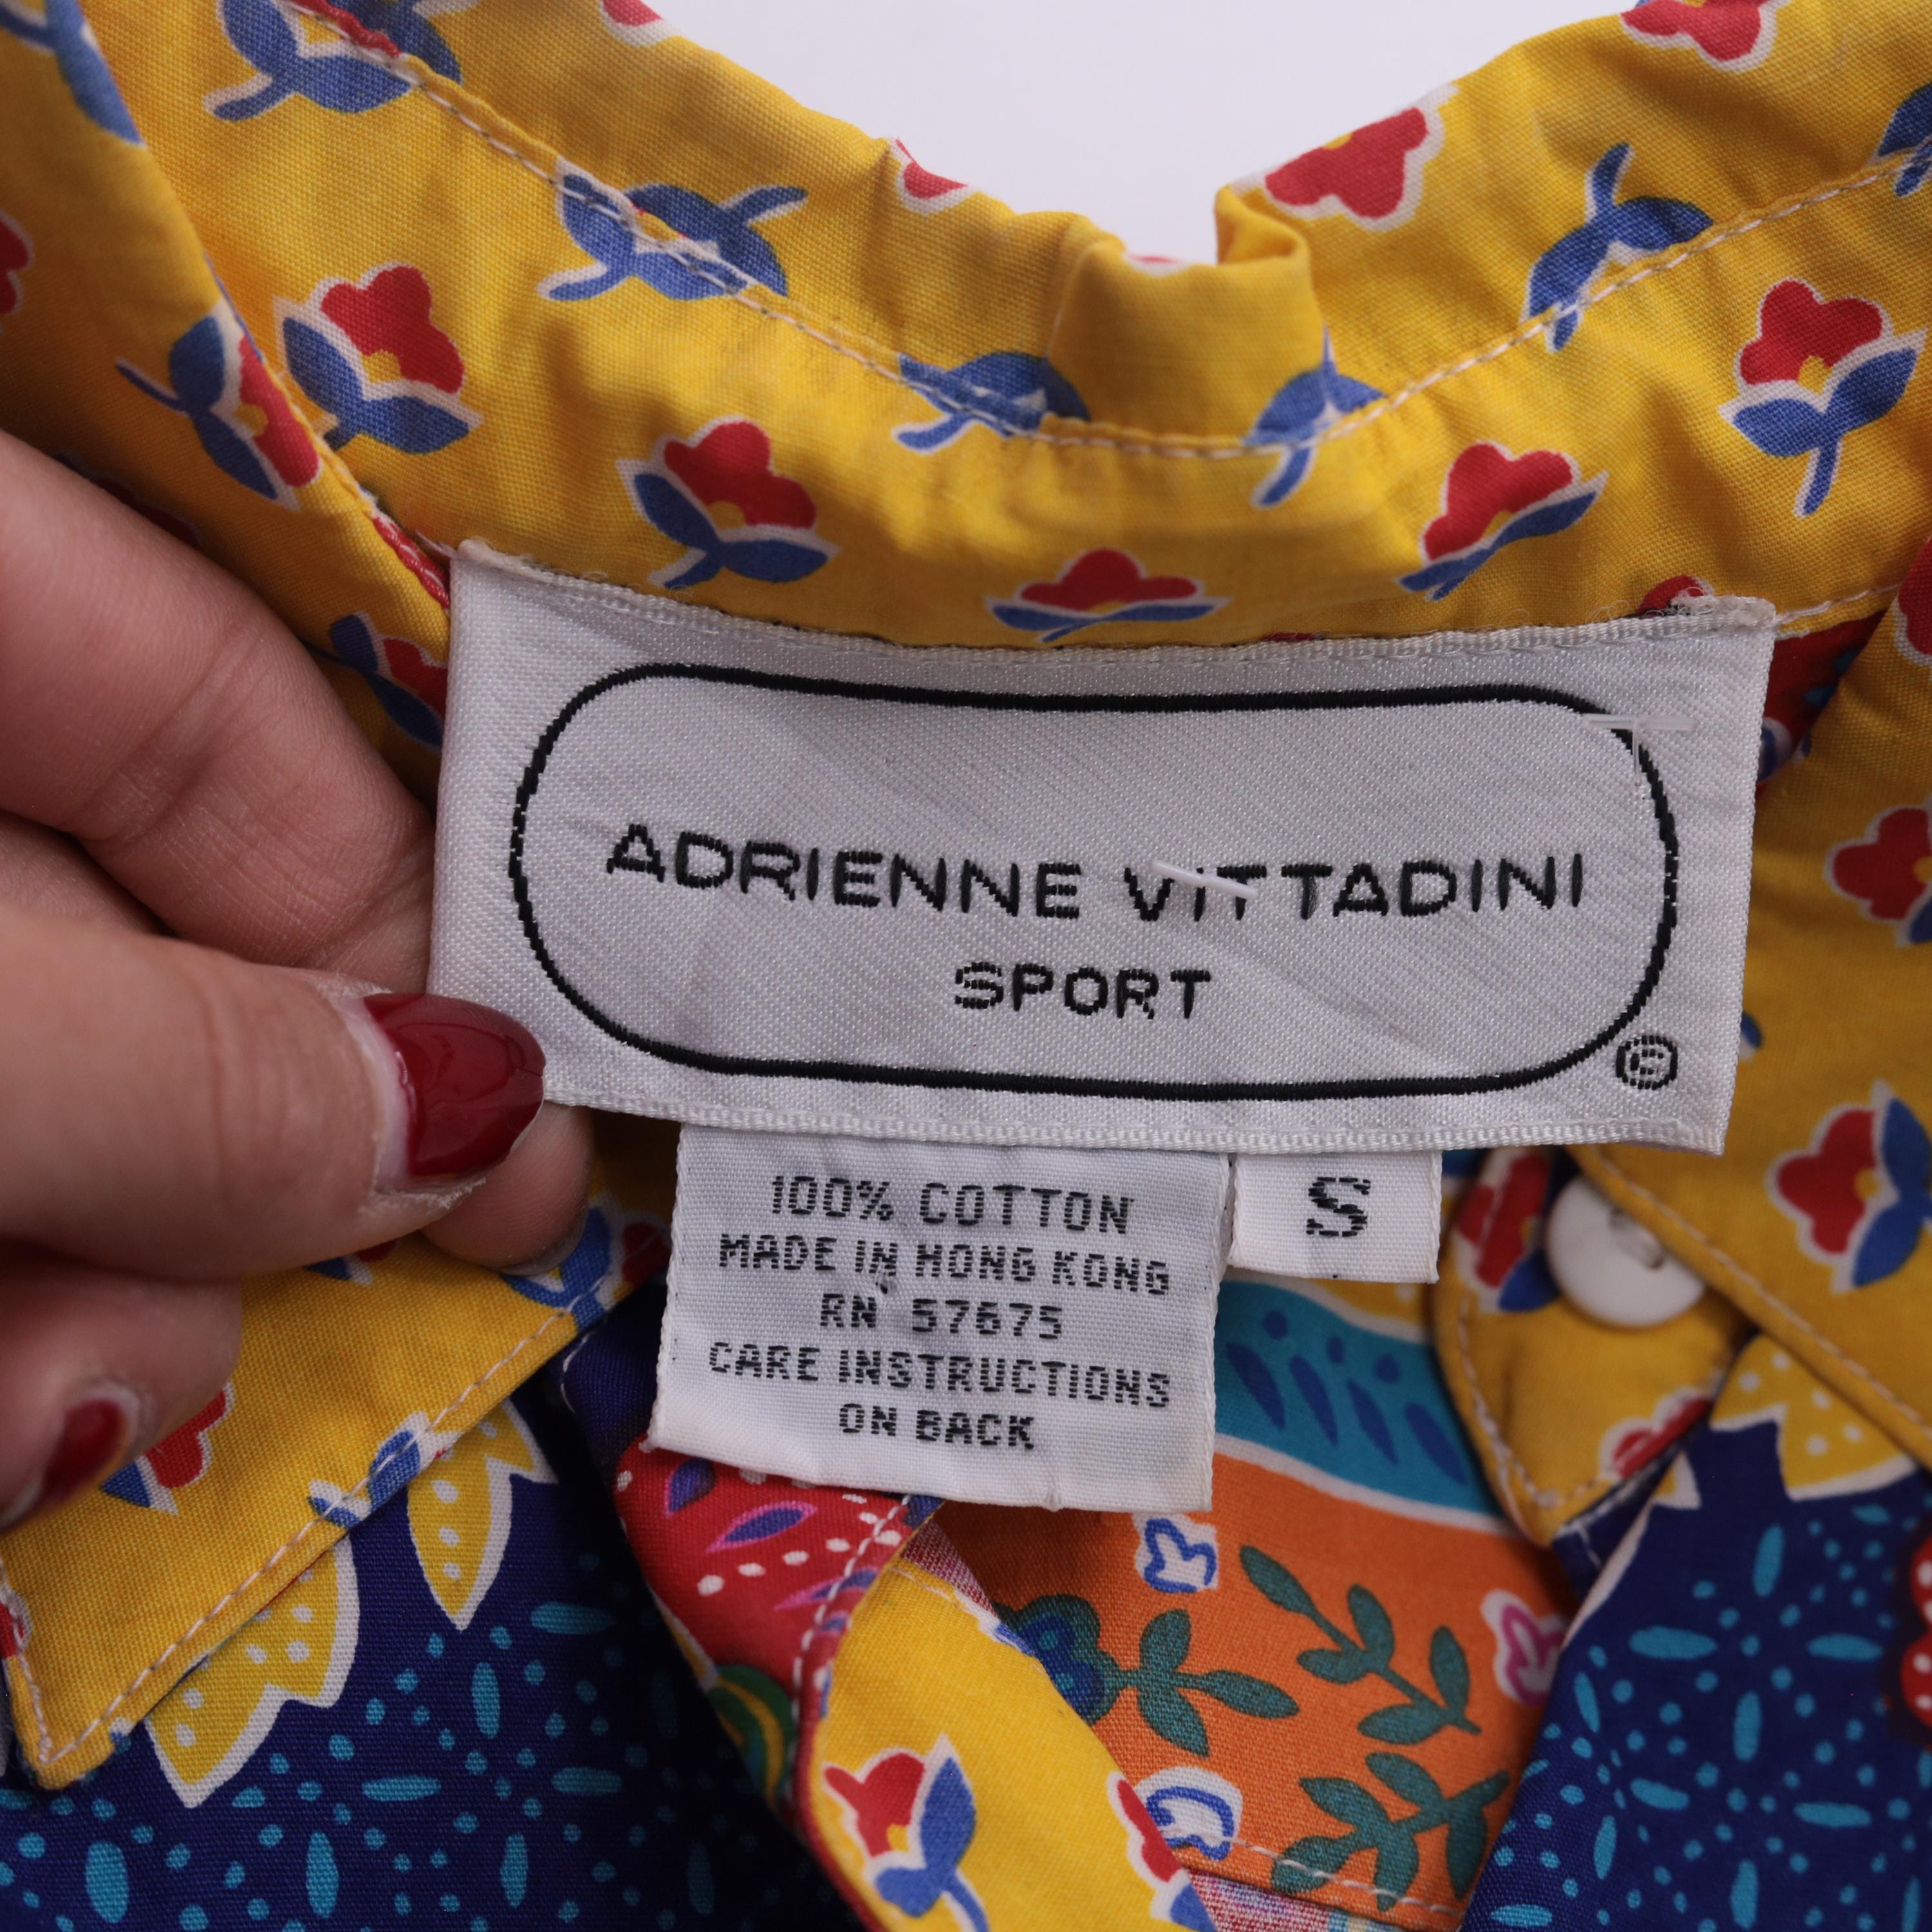 ADRIENNE VITTADINI
SPORT
©
100% COTTON
MADE IN HONG KONG
RN 57675
CARE INSTRUCTIONS
ON BACK
S